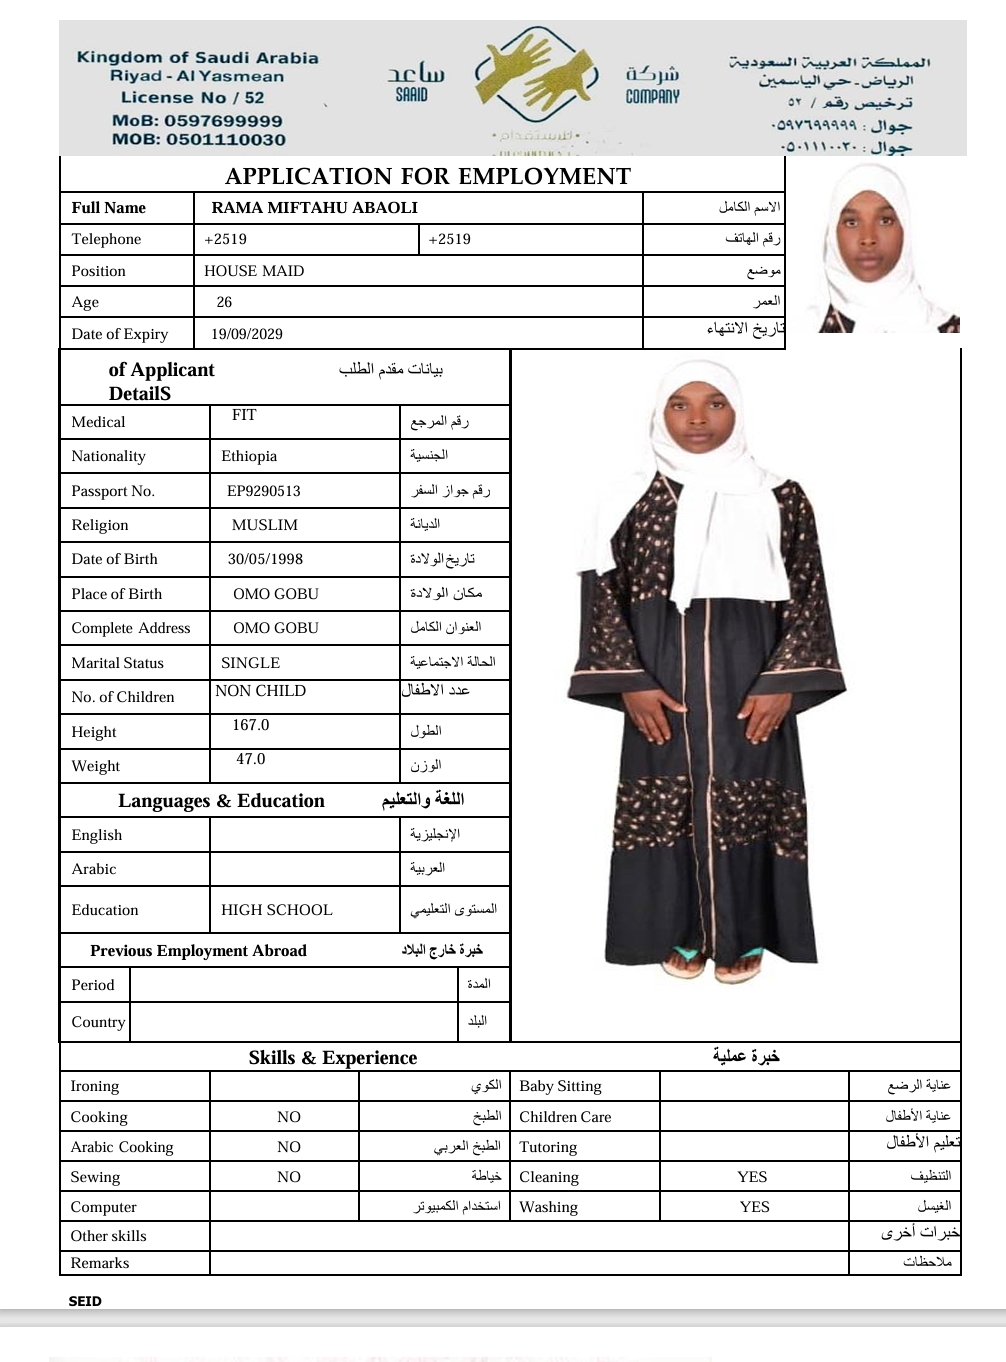 Kingdom of Saudi Arabia
Riyad - Al Yasmean
License No / 52
MoB: 0597699999
MOB: 0501110030
ساعد
SAAID
شركة
COMPANY
للاستقدام
المملكة العربية السعودية
الرياض - حي الياسمين
ترخيص رقم / ٥٢
جوال : ٠٥٩٧٦٩٩٩٩٩
جوال : ٠٥٠١١١٠٠٣٠
APPLICATION FOR EMPLOYMENT
Full Name RAMA MIFTAHU ABAOLI الاسم الكامل
Telephone +2519 +2519 رقم الهاتف
Position HOUSE MAID موضع
Age 26 العمر
Date of Expiry 19/09/2029 تاريخ الانتهاء
of Applicant بيانات مقدم الطلب
DetailS
Medical FIT رقم المرجع
Nationality Ethiopia الجنسية
Passport No. EP9290513 رقم جواز السفر
Religion MUSLIM الديانة
Date of Birth 30/05/1998 تاريخ الولادة
Place of Birth OMO GOBU مكان الولادة
Complete Address OMO GOBU العنوان الكامل
Marital Status SINGLE الحالة الاجتماعية
No. of Children NON CHILD عدد الاطفال
Height 167.0 الطول
Weight 47.0 الوزن
Languages & Education اللغة والتعليم
English الإنجليزية
Arabic العربية
Education HIGH SCHOOL المستوى التعليمي
Previous Employment Abroad خبرة خارج البلاد
Period المدة
Country البلد
Skills & Experience خبرة عملية
Ironing الكوي Baby Sitting عناية الرضع
Cooking NO الطبخ Children Care عناية الأطفال
Arabic Cooking NO الطبخ العربي Tutoring تعليم الأطفال
Sewing NO خياطة Cleaning YES التنظيف
Computer استخدام الكمبيوتر Washing YES الغيسل
Other skills خبرات أخرى
Remarks ملاحظات
SEID